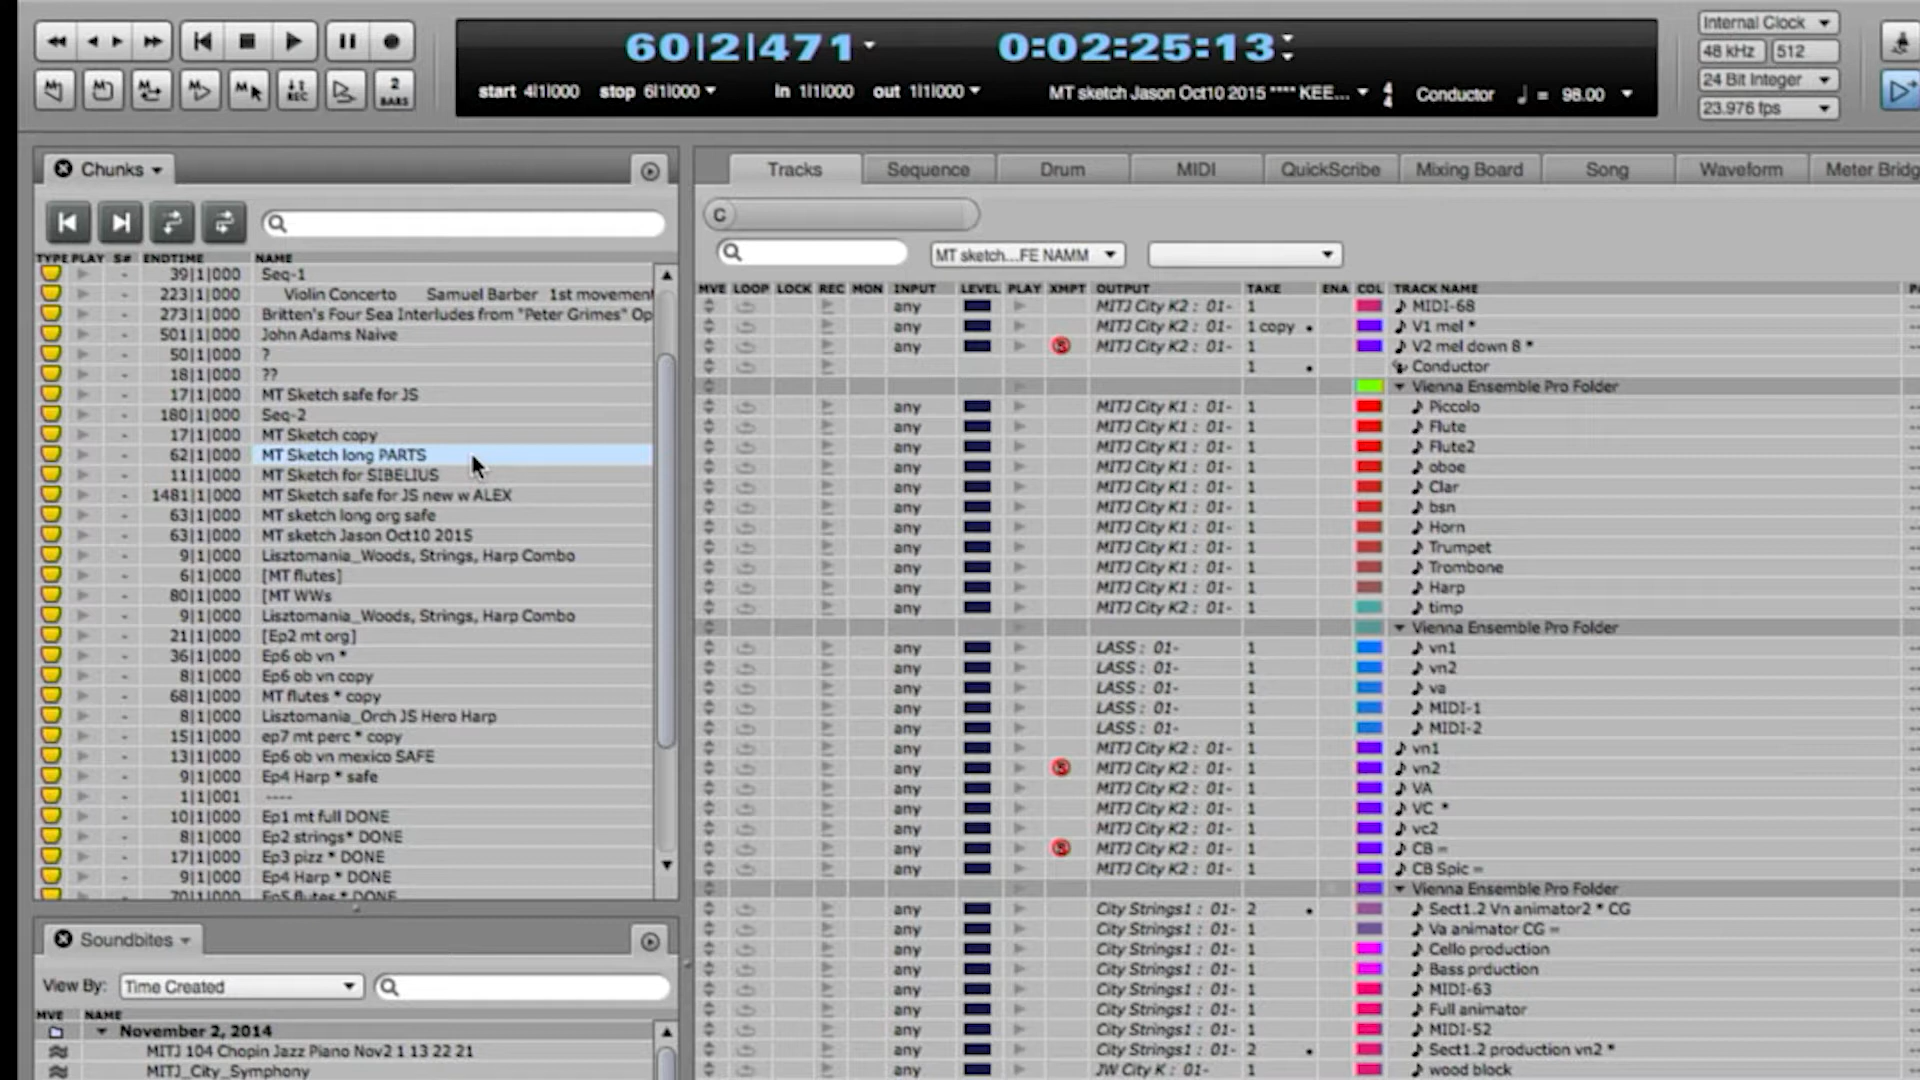 60|2|471
0:02:25:13
start 4|1|000 stop 6|1|000 In 1|1|000 out 1|1|000 MT sketch Jason Oct10 2015 **** KEE... 4 4 Conductor ♩ = 98.00
Internal Clock
48 kHz 512
24 Bit Integer
23.976 fps
REC
2 BARS
Chunks
TYPE PLAY S# ENDTIME NAME
39|1|000 Seq-1
223|1|000 Violin Concerto Samuel Barber 1st movement
273|1|000 Britten's Four Sea Interludes from "Peter Grimes" Op
501|1|000 John Adams Naive
50|1|000 ?
18|1|000 ??
17|1|000 MT Sketch safe for JS
180|1|000 Seq-2
17|1|000 MT Sketch copy
62|1|000 MT Sketch long PARTS
11|1|000 MT Sketch for SIBELIUS
1481|1|000 MT Sketch safe for JS new w ALEX
63|1|000 MT sketch long org safe
63|1|000 MT sketch Jason Oct10 2015
9|1|000 Lisztomania_Woods, Strings, Harp Combo
6|1|000 [MT flutes]
80|1|000 [MT WWs
9|1|000 Lisztomania_Woods, Strings, Harp Combo
21|1|000 [Ep2 mt org]
36|1|000 Ep6 ob vn *
8|1|000 Ep6 ob vn copy
68|1|000 MT flutes * copy
8|1|000 Lisztomania_Orch JS Hero Harp
15|1|000 ep7 mt perc * copy
13|1|000 Ep6 ob vn mexico SAFE
9|1|000 Ep4 Harp * safe
1|1|001 ----
10|1|000 Ep1 mt full DONE
8|1|000 Ep2 strings* DONE
17|1|000 Ep3 pizz * DONE
9|1|000 Ep4 Harp * DONE
70|1|000 Ep5 flutes * DONE
Soundbites
View By: Time Created
MVE NAME
November 2, 2014
MITJ 104 Chopin Jazz Piano Nov2 1 13 22 21
MITJ_City_Symphony
Tracks Sequence Drum MIDI QuickScribe Mixing Board Song Waveform Meter Bridg
C
MT sketch...FE NAMM
MVE LOOP LOCK REC MON INPUT LEVEL PLAY XMPT OUTPUT TAKE ENA COL TRACK NAME
any MITJ City K2 : 01- 1 MIDI-68
any MITJ City K2 : 01- 1 copy V1 mel *
any MITJ City K2 : 01- 1 V2 mel down 8 *
1 Conductor
Vienna Ensemble Pro Folder
any MITJ City K1 : 01- 1 Piccolo
any MITJ City K1 : 01- 1 Flute
any MITJ City K1 : 01- 1 Flute2
any MITJ City K1 : 01- 1 oboe
any MITJ City K1 : 01- 1 Clar
any MITJ City K1 : 01- 1 bsn
any MITJ City K1 : 01- 1 Horn
any MITJ City K1 : 01- 1 Trumpet
any MITJ City K1 : 01- 1 Trombone
any MITJ City K1 : 01- 1 Harp
any MITJ City K2 : 01- 1 timp
Vienna Ensemble Pro Folder
any LASS : 01- 1 vn1
any LASS : 01- 1 vn2
any LASS : 01- 1 va
any LASS : 01- 1 MIDI-1
any LASS : 01- 1 MIDI-2
any MITJ City K2 : 01- 1 vn1
any MITJ City K2 : 01- 1 vn2
any MITJ City K2 : 01- 1 VA
any MITJ City K2 : 01- 1 VC *
any MITJ City K2 : 01- 1 vc2
any MITJ City K2 : 01- 1 CB =
any MITJ City K2 : 01- 1 CB Spic =
Vienna Ensemble Pro Folder
any City Strings1 : 01- 2 Sect1.2 Vn animator2 * CG
any City Strings1 : 01- 1 Va animator CG =
any City Strings1 : 01- 1 Cello production
any City Strings1 : 01- 1 Bass prduction
any City Strings1 : 01- 1 MIDI-63
any City Strings1 : 01- 1 Full animator
any City Strings1 : 01- 1 MIDI-52
any City Strings1 : 01- 2 Sect1.2 production vn2 *
any JW City K : 01- 1 wood block